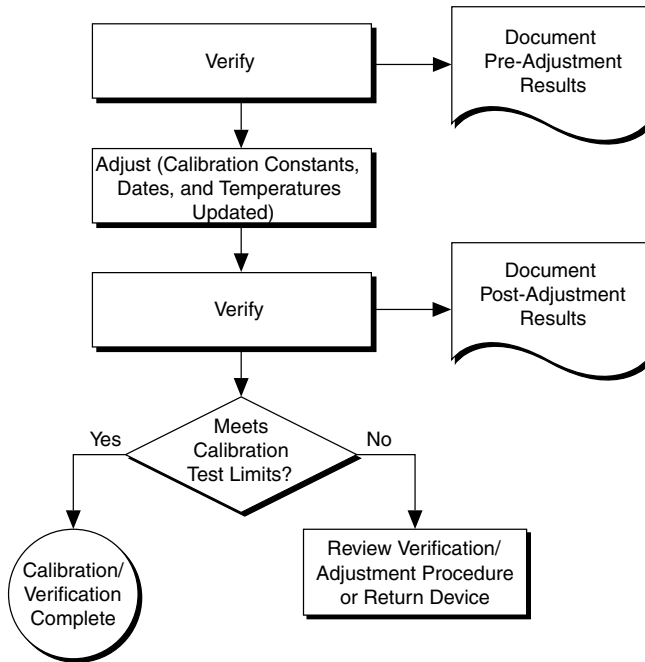 Verify
Document
Pre-Adjustment
Results
Adjust (Calibration Constants,
Dates, and Temperatures
Updated)
Verify
Document
Post-Adjustment
Results
Meets
Calibration
Test Limits?
Yes
No
Calibration/
Verification
Complete
Review Verification/
Adjustment Procedure
or Return Device